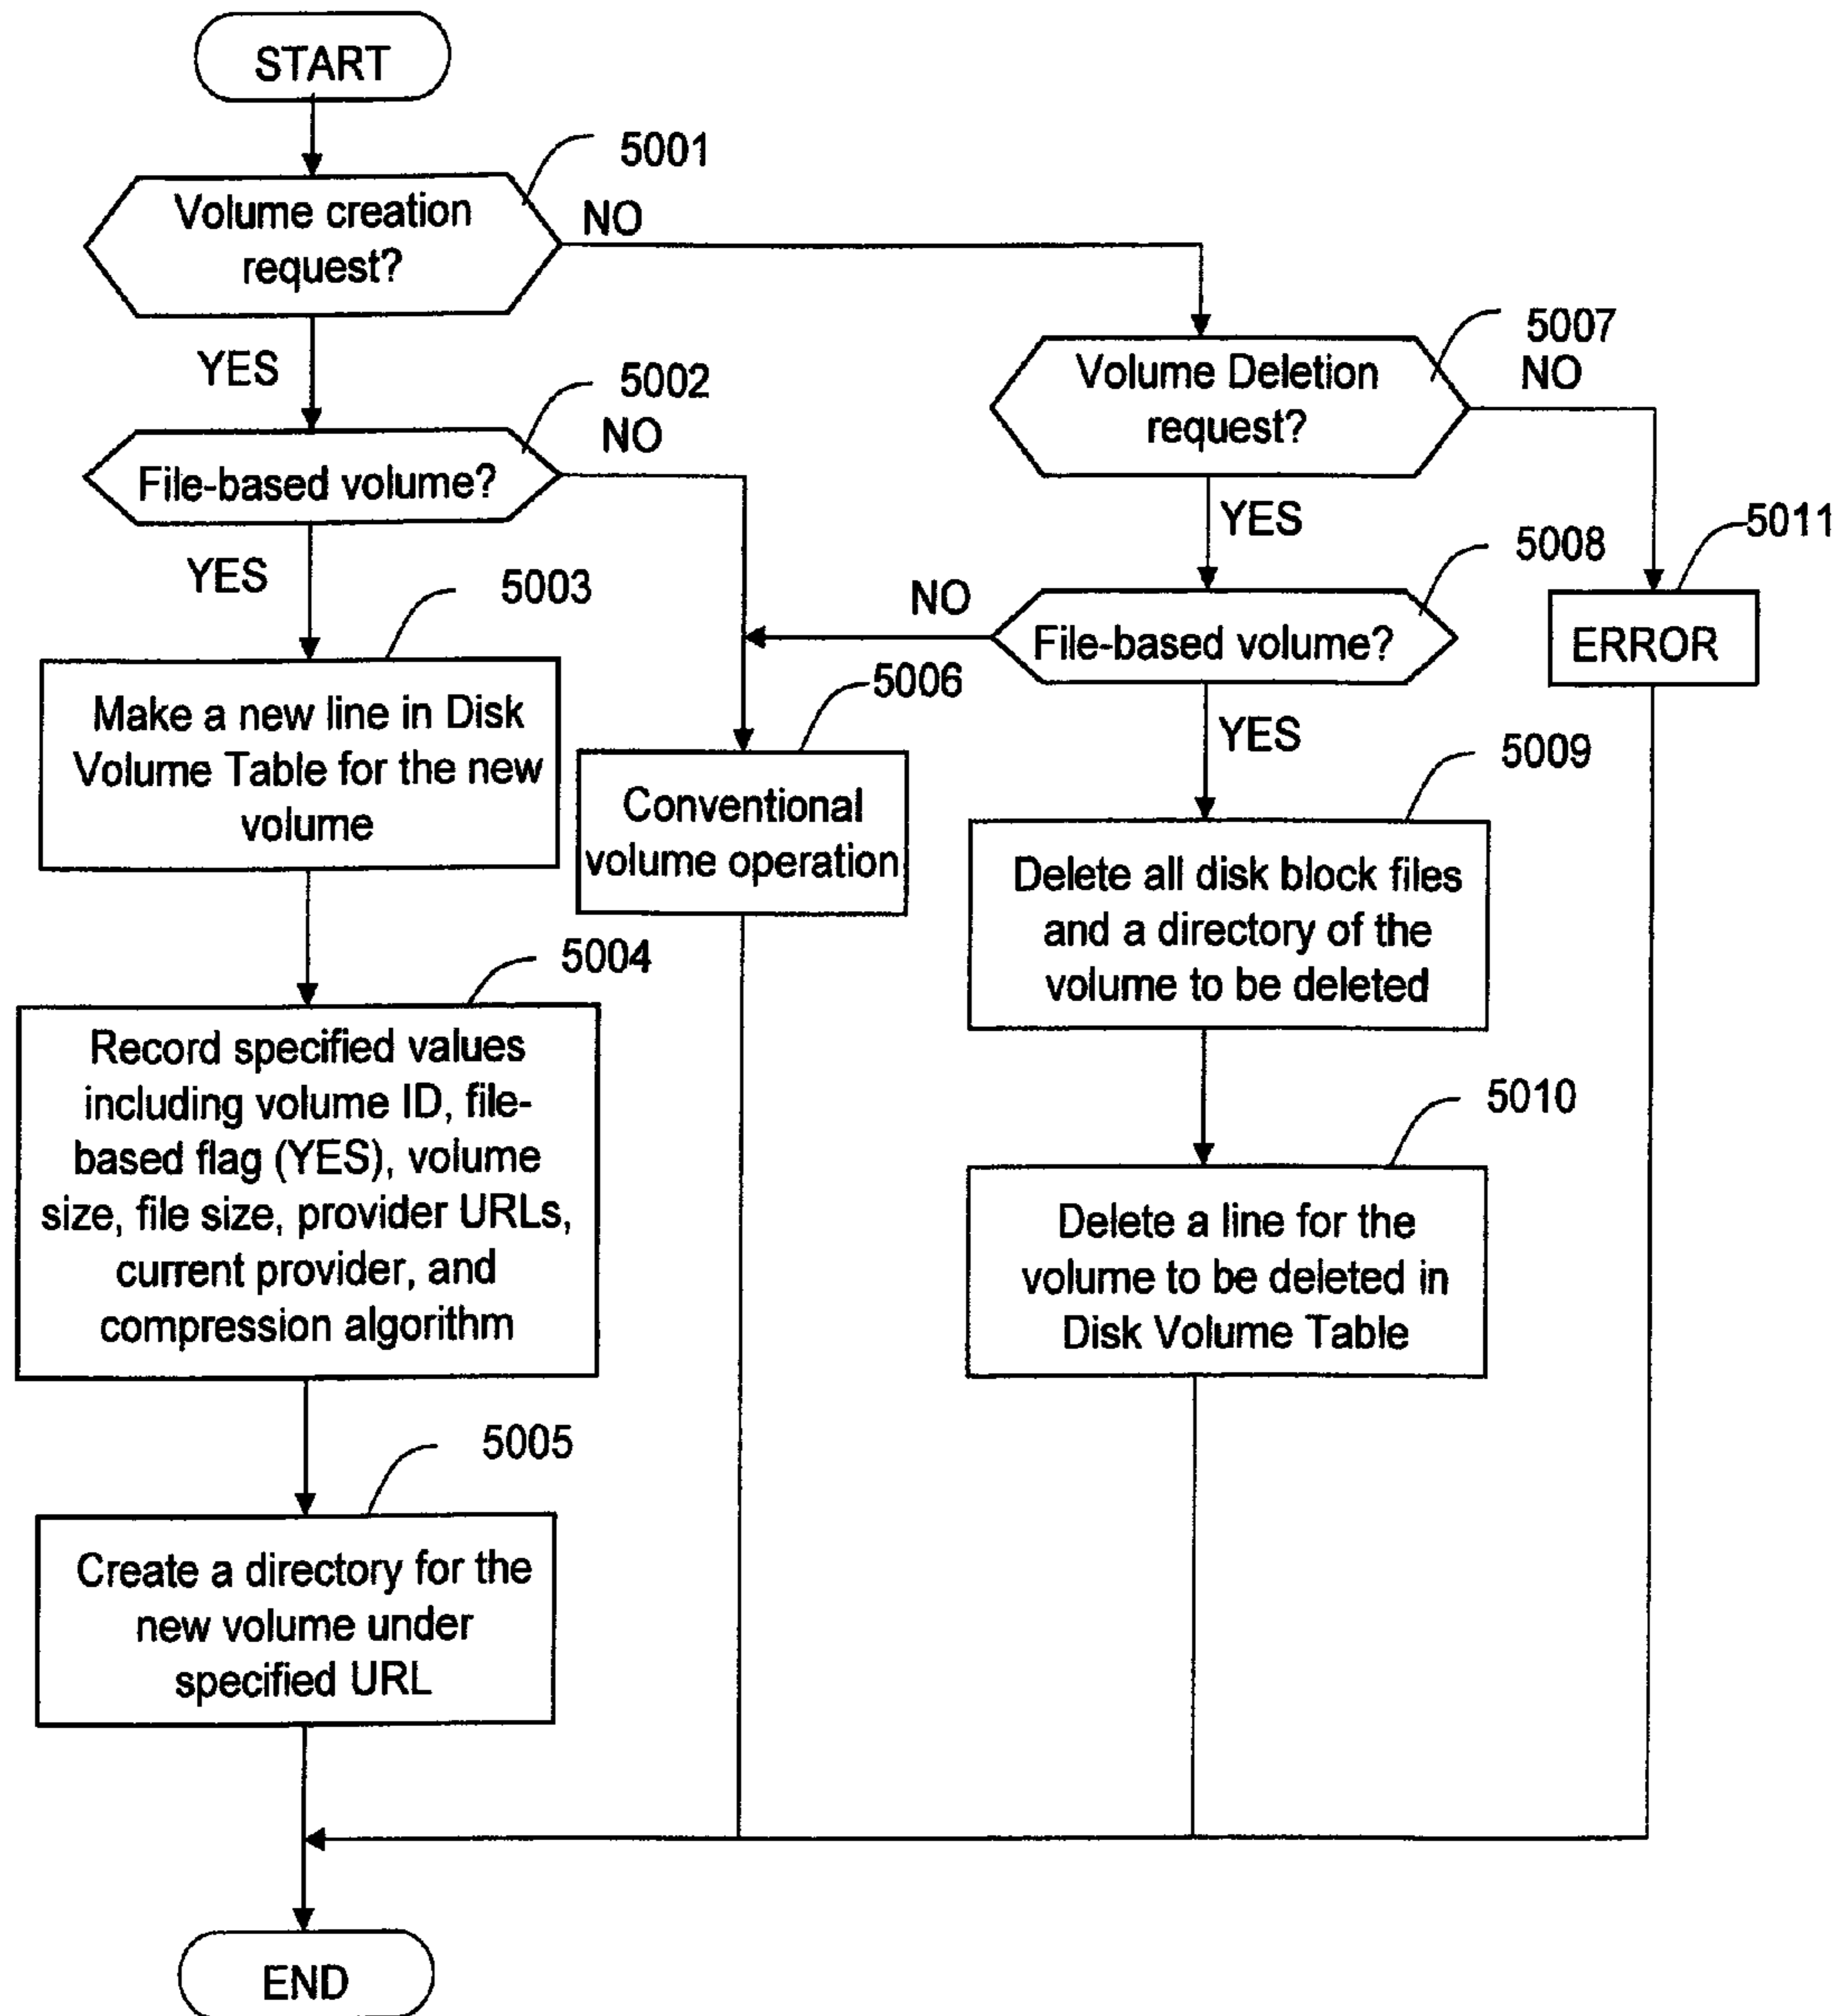 START
5001
Volume creation
request?
NO
YES
5002
File-based volume?
NO
YES
5003
Make a new line in Disk
Volume Table for the new
volume
5004
Record specified values
including volume ID, file-
based flag (YES), volume
size, file size, provider URLs,
current provider, and
compression algorithm
5005
Create a directory for the
new volume under
specified URL
5006
Conventional
volume operation
5007
Volume Deletion
request?
NO
YES
5008
File-based volume?
NO
YES
5009
Delete all disk block files
and a directory of the
volume to be deleted
5010
Delete a line for the
volume to be deleted in
Disk Volume Table
5011
ERROR
END